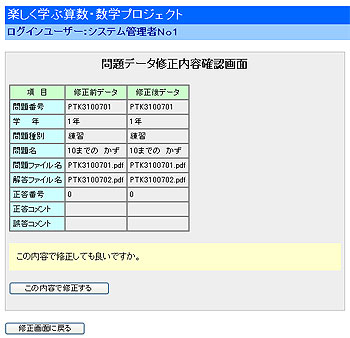 楽しく学ぶ算数・数学プロジェクト
ログインユーザー:システム管理者No1
問題データ修正内容確認画面
項 目 修正前データ 修正後データ
問題番号 PTK3100701 PTK3100701
学 年 1年 1年
問題種別 練習 練習
問題名 10までの かず 10までの かず
問題ファイル名 PTK3100701.pdf PTK3100701.pdf
解答ファイル名 PTK3100702.pdf PTK3100702.pdf
正答番号 0 0
正答コメント
誤答コメント
この内容で修正しても良いですか。
この内容で修正する
修正画面に戻る